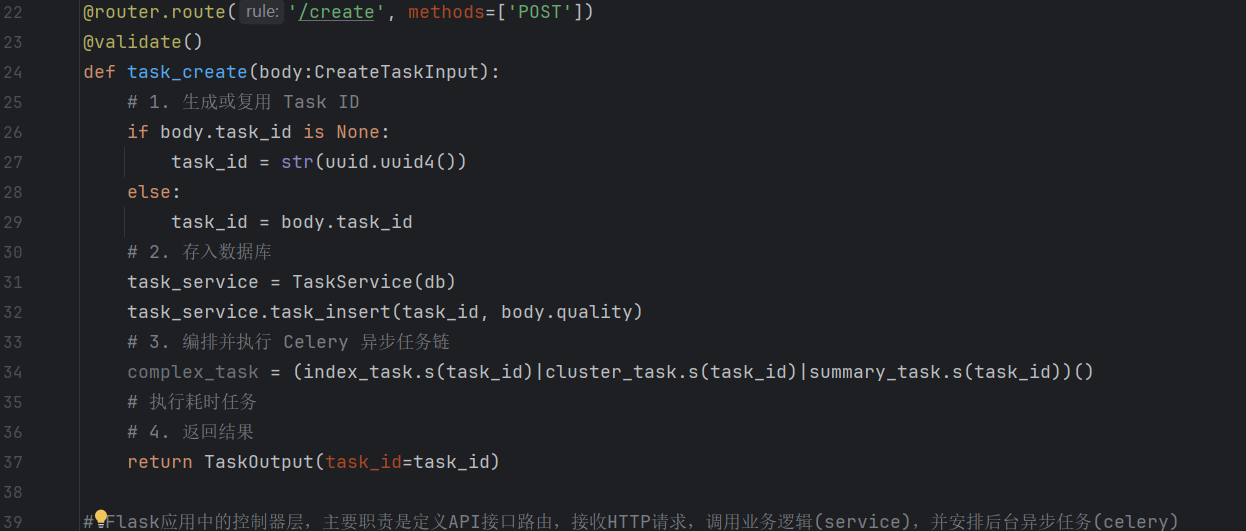 22 @router.route( rule: '/create', methods=['POST'])
23 @validate()
24 def task_create(body:CreateTaskInput):
25 # 1. 生成或复用 Task ID
26 if body.task_id is None:
27 task_id = str(uuid.uuid4())
28 else:
29 task_id = body.task_id
30 # 2. 存入数据库
31 task_service = TaskService(db)
32 task_service.task_insert(task_id, body.quality)
33 # 3. 编排并执行 Celery 异步任务链
34 complex_task = (index_task.s(task_id)|cluster_task.s(task_id)|summary_task.s(task_id))()
35 # 执行耗时任务
36 # 4. 返回结果
37 return TaskOutput(task_id=task_id)
38
39 # Flask应用中的控制器层，主要职责是定义API接口路由，接收HTTP请求，调用业务逻辑(service)，并安排后台异步任务(celery)